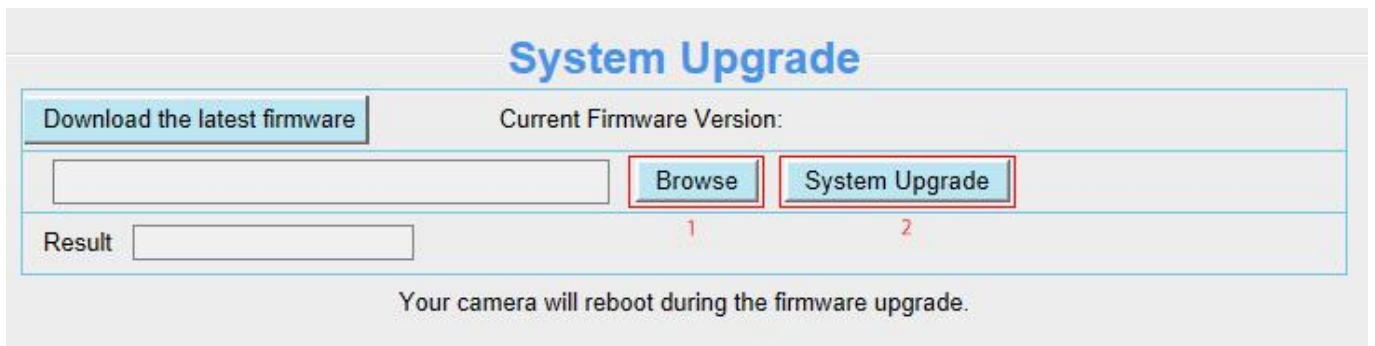 System Upgrade
Download the latest firmware Current Firmware Version:
Browse System Upgrade
1 2
Result
Your camera will reboot during the firmware upgrade.